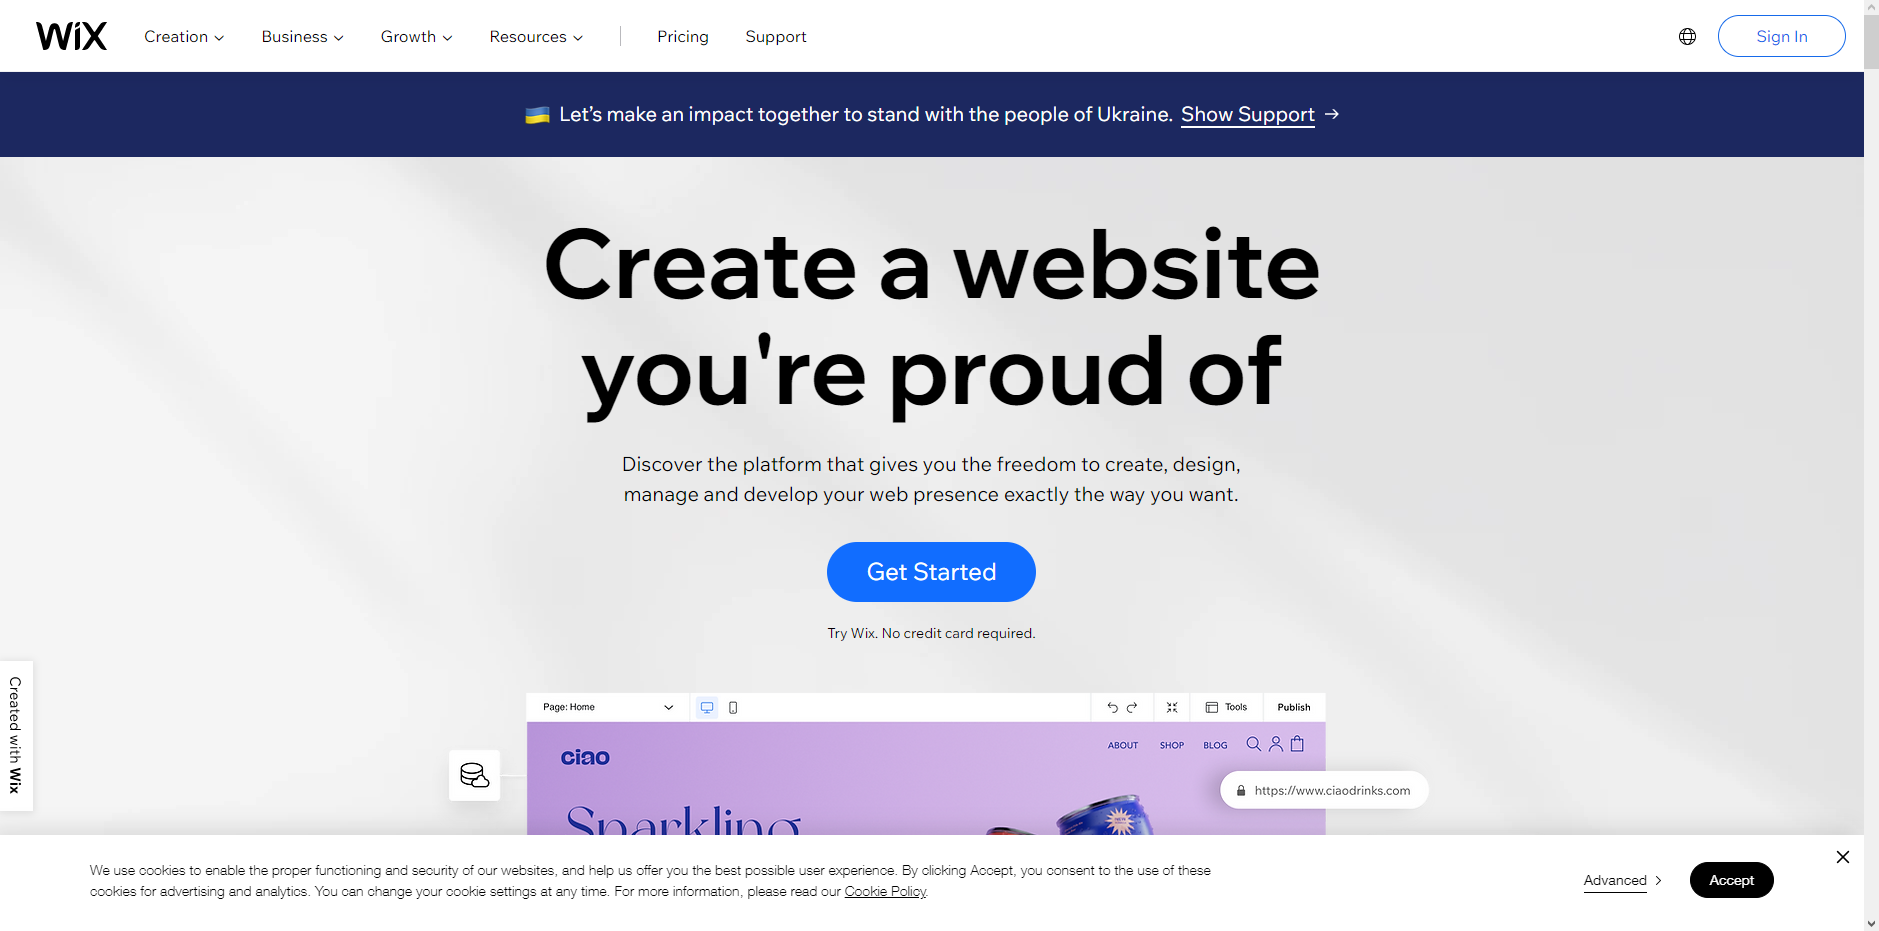 WiX Creation Business Growth Resources Pricing Support Sign In
Let's make an impact together to stand with the people of Ukraine. Show Support →
Create a website
you're proud of
Discover the platform that gives you the freedom to create, design,
manage and develop your web presence exactly the way you want.
Get Started
Try Wix. No credit card required.
Created with Wix
Page: Home Tools Publish
ciao ABOUT SHOP BLOG
https://www.ciaodrinks.com
Sparkling
We use cookies to enable the proper functioning and security of our websites, and help us offer you the best possible user experience. By clicking Accept, you consent to the use of these
cookies for advertising and analytics. You can change your cookie settings at any time. For more information, please read our Cookie Policy.
Advanced
Accept